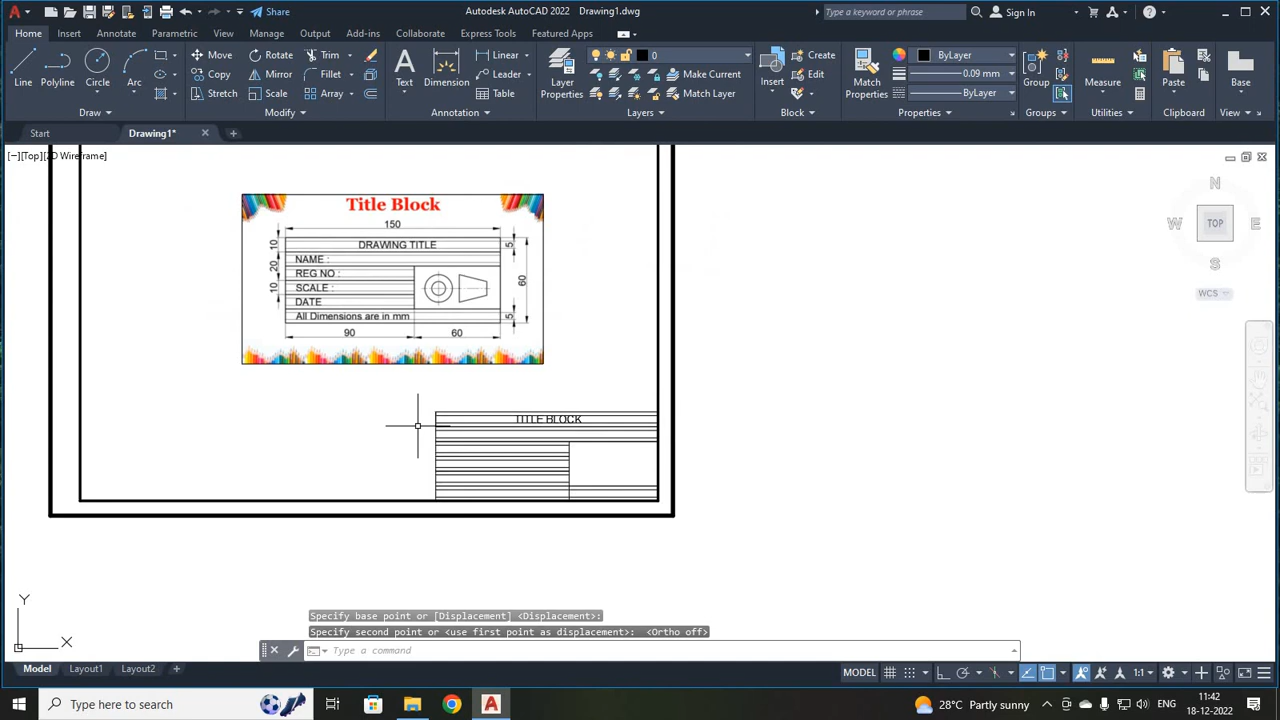 Share
Autodesk AutoCAD 2022 Drawing1.dwg
Type a keyword or phrase
Sign In
Home Insert Annotate Parametric View Manage Output Add-ins Collaborate Express Tools Featured Apps
Line Polyline Circle Arc
Move Rotate Trim
Copy Mirror Fillet
Stretch Scale Array
Text Dimension
Linear
Leader
Table
Layer Properties
0
Make Current
Match Layer
Insert
Create
Edit
Match Properties
ByLayer
0.09 mm
ByLayer
Group
Measure
Paste
Base
Draw Modify Annotation Layers Block Properties Groups Utilities Clipboard View
Start Drawing1*
[−][Top][2D Wireframe]
N
W TOP E
S
WCS
Title Block
150
DRAWING TITLE
NAME :
REG NO :
SCALE :
DATE
All Dimensions are in mm
10
20
10
5
60
5
90 60
TITLE BLOCK
Y
X
Specify base point or [Displacement] <Displacement>:
Specify second point or <use first point as displacement>: <Ortho off>
Type a command
Model Layout1 Layout2
MODEL
1:1
Type here to search
28°C Partly sunny
ENG
11:42
18-12-2022